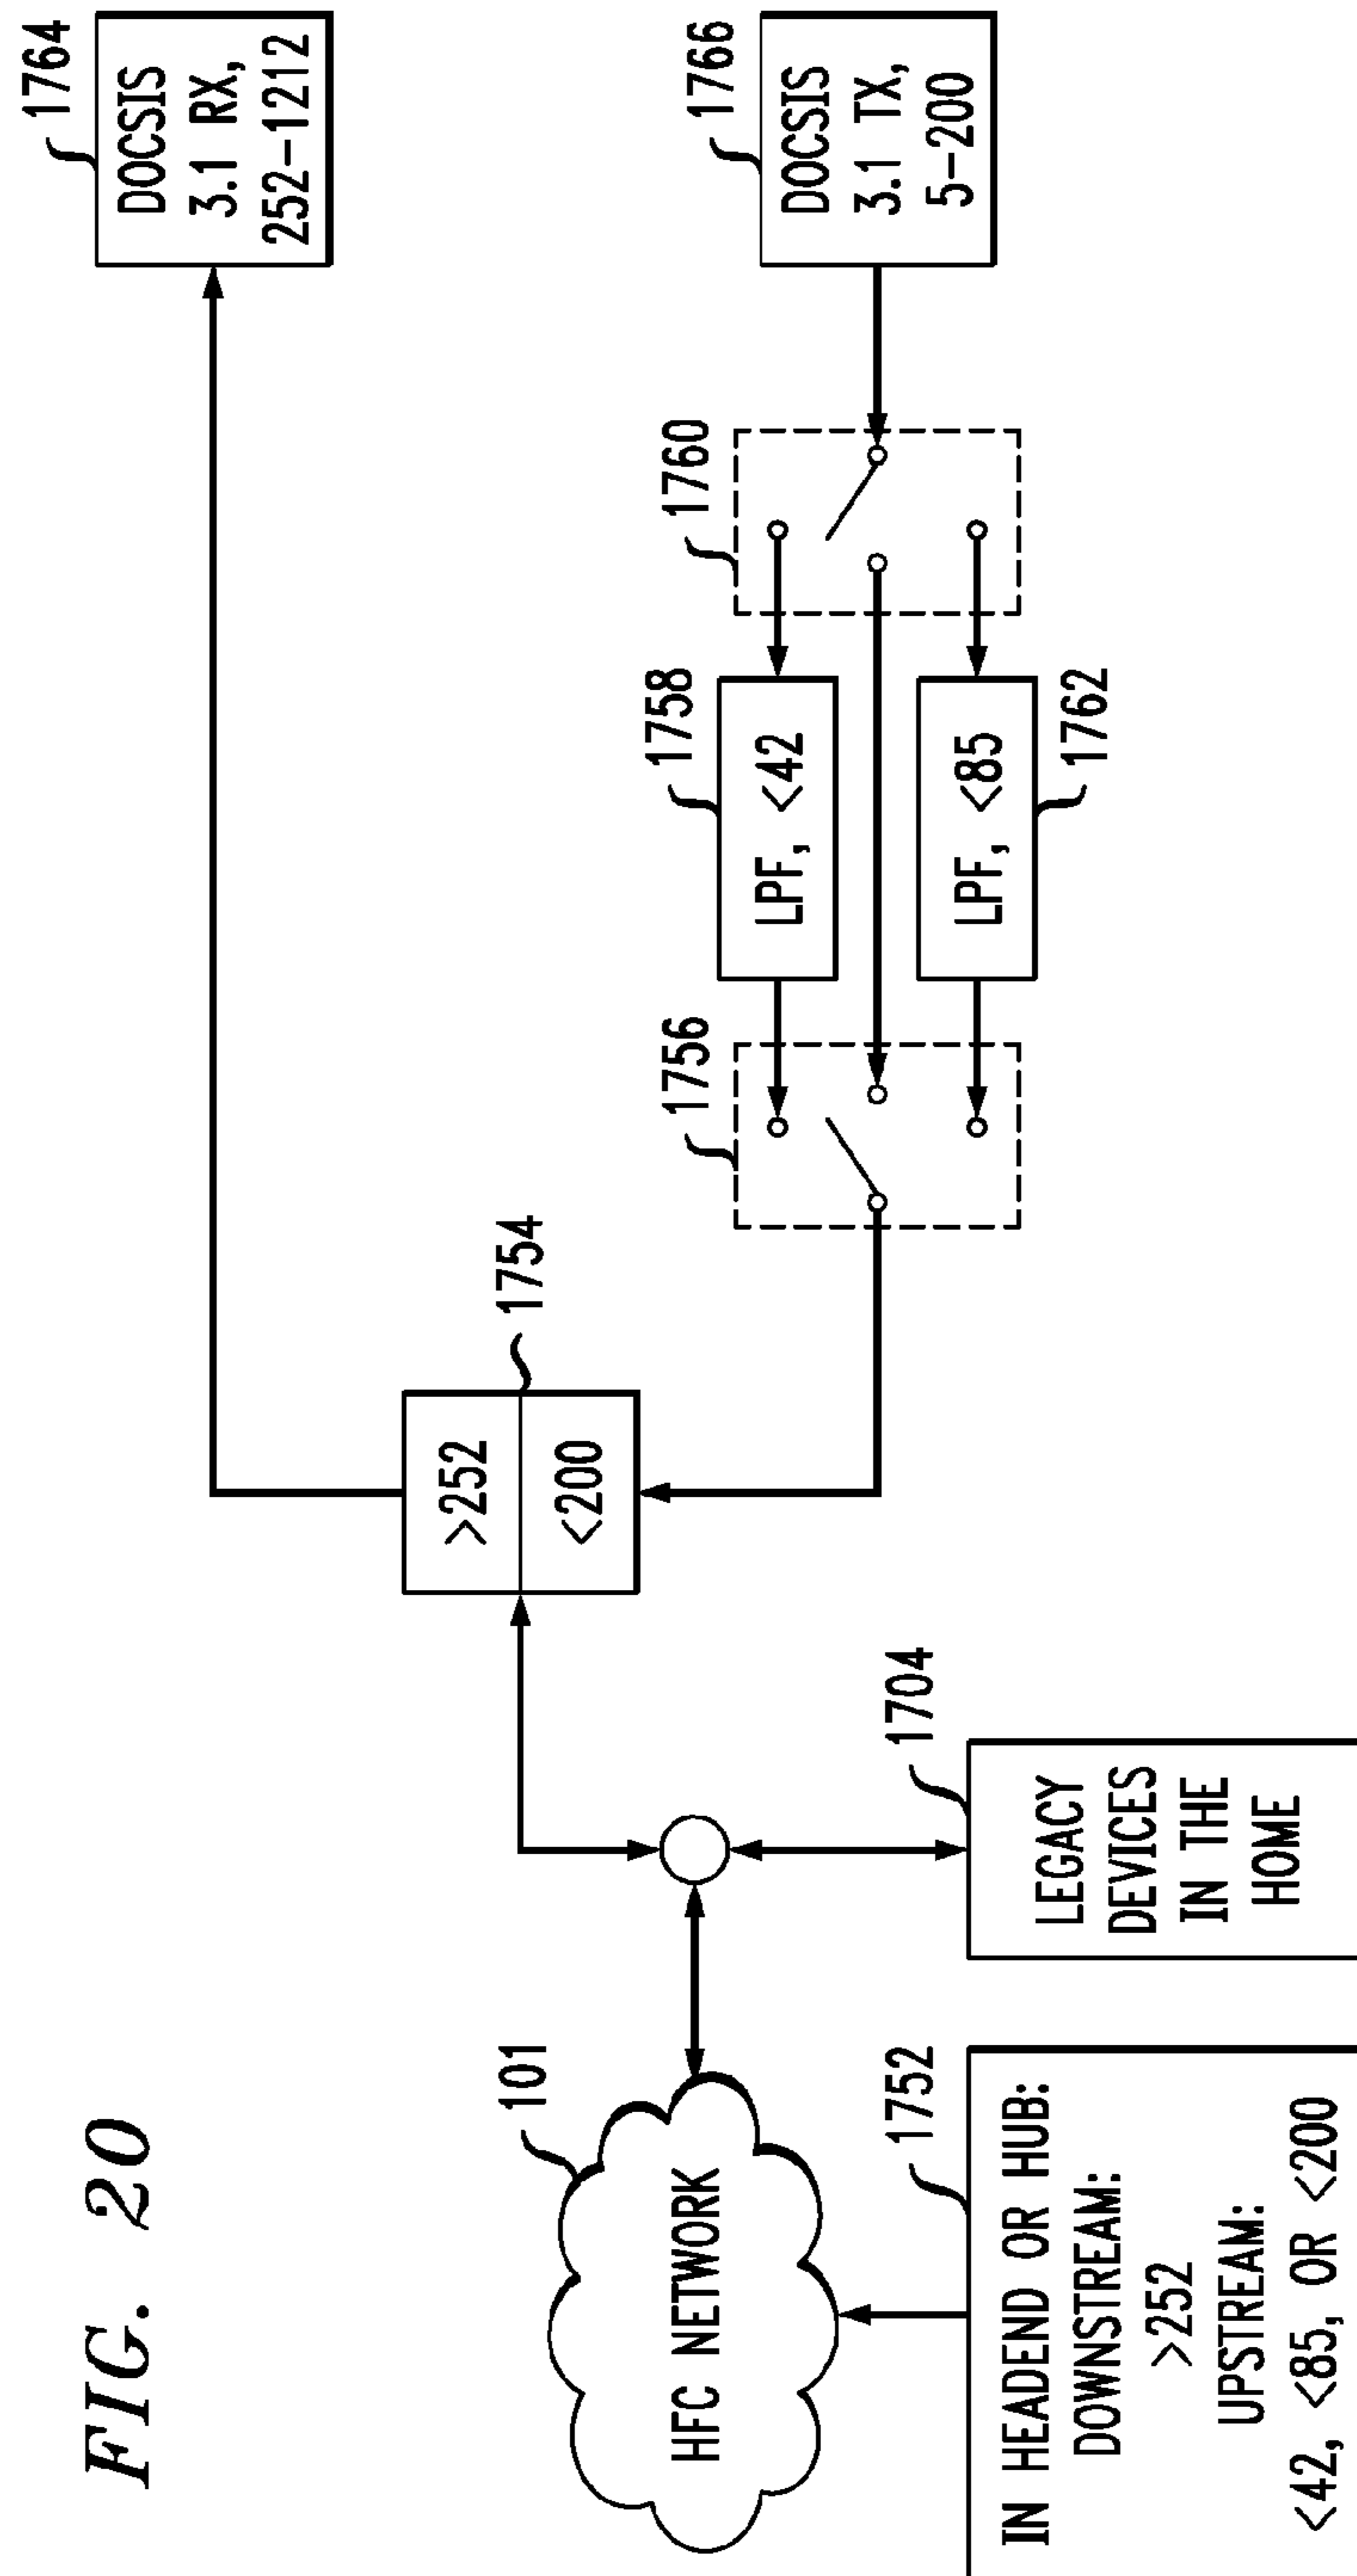 FIG. 20
101
HFC NETWORK
1752
IN HEADEND OR HUB:
DOWNSTREAM:
>252
UPSTREAM:
<42, <85, OR <200
1704
LEGACY
DEVICES
IN THE
HOME
1754
>252
<200
1756
1758
LPF, <42
LPF, <85
1762
1760
1764
DOCSIS
3.1 RX,
252-1212
1766
DOCSIS
3.1 TX,
5-200